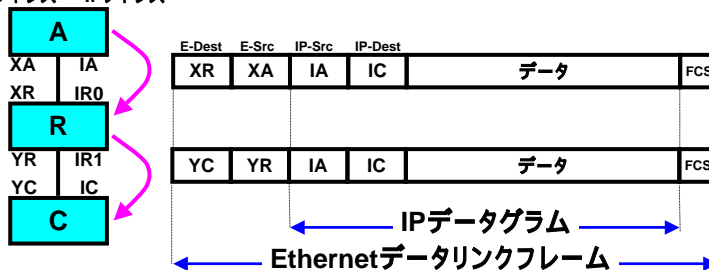 A
XA IA
XR IR0
R
YR IR1
YC IC
C
E-Dest E-Src IP-Src IP-Dest
XR XA IA IC データ FCS
YC YR IA IC データ FCS
IPデータグラム
Ethernetデータリンクフレーム